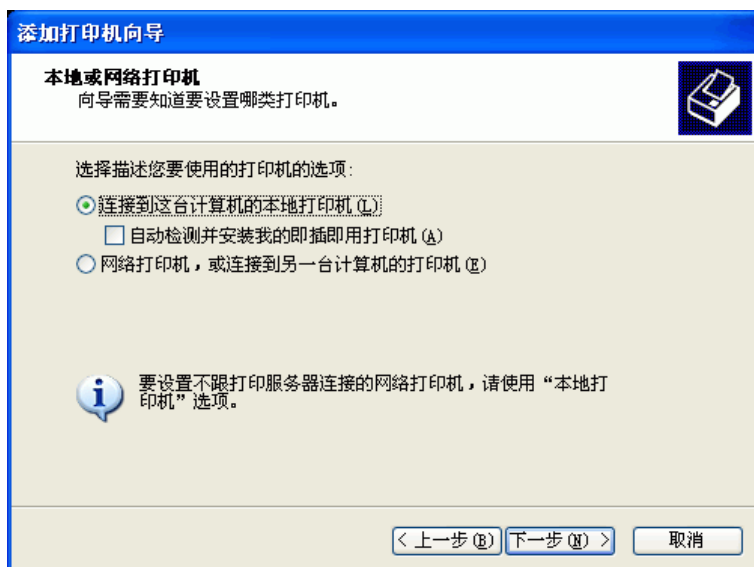 添加打印机向导
本地或网络打印机
向导需要知道要设置哪类打印机。
选择描述您要使用的打印机的选项:
连接到这台计算机的本地打印机(L)
自动检测并安装我的即插即用打印机(A)
网络打印机，或连接到另一台计算机的打印机(E)
要设置不跟打印服务器连接的网络打印机，请使用“本地打
印机”选项。
< 上一步(B) 下一步(N) > 取消